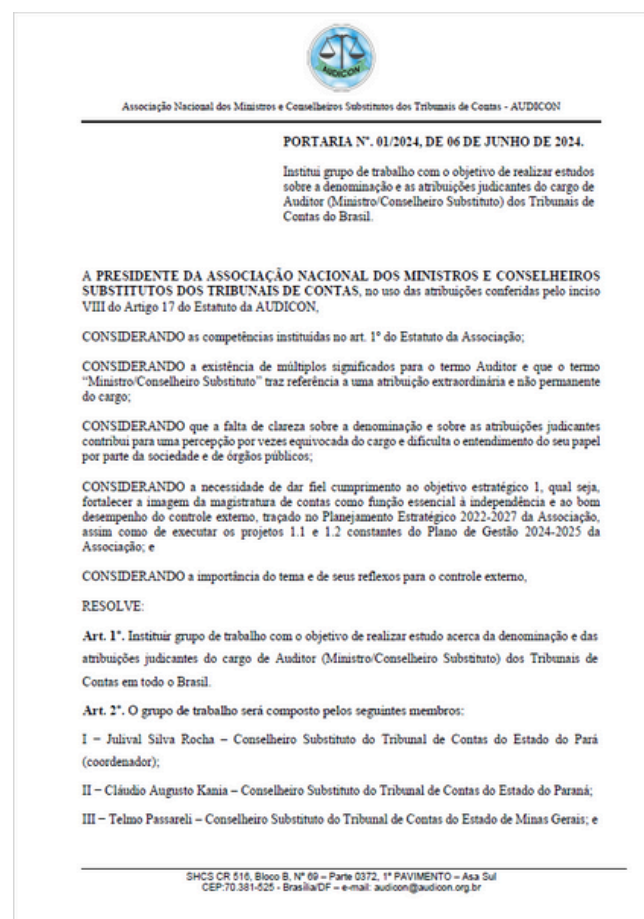 AUDICON
Associação Nacional dos Ministros e Conselheiros Substitutos dos Tribunais de Contas - AUDICON
PORTARIA Nº. 01/2024, DE 06 DE JUNHO DE 2024.
Institui grupo de trabalho com o objetivo de realizar estudos
sobre a denominação e as atribuições judicantes do cargo de
Auditor (Ministro/Conselheiro Substituto) dos Tribunais de
Contas do Brasil.
A PRESIDENTE DA ASSOCIAÇÃO NACIONAL DOS MINISTROS E CONSELHEIROS
SUBSTITUTOS DOS TRIBUNAIS DE CONTAS, no uso das atribuições conferidas pelo inciso
VIII do Artigo 17 do Estatuto da AUDICON,
CONSIDERANDO as competências instituídas no art. 1º do Estatuto da Associação;
CONSIDERANDO a existência de múltiplos significados para o termo Auditor e que o termo
“Ministro/Conselheiro Substituto” traz referência a uma atribuição extraordinária e não permanente
do cargo;
CONSIDERANDO que a falta de clareza sobre a denominação e sobre as atribuições judicantes
contribui para uma percepção por vezes equivocada do cargo e dificulta o entendimento do seu papel
por parte da sociedade e de órgãos públicos;
CONSIDERANDO a necessidade de dar fiel cumprimento ao objetivo estratégico 1, qual seja,
fortalecer a imagem da magistratura de contas como função essencial à independência e ao bom
desempenho do controle externo, traçado no Planejamento Estratégico 2022-2027 da Associação,
assim como de executar os projetos 1.1 e 1.2 constantes do Plano de Gestão 2024-2025 da
Associação; e
CONSIDERANDO a importância do tema e de seus reflexos para o controle externo,
RESOLVE:
Art. 1º. Instituir grupo de trabalho com o objetivo de realizar estudo acerca da denominação e das
atribuições judicantes do cargo de Auditor (Ministro/Conselheiro Substituto) dos Tribunais de
Contas em todo o Brasil.
Art. 2º. O grupo de trabalho será composto pelos seguintes membros:
I – Julival Silva Rocha – Conselheiro Substituto do Tribunal de Contas do Estado do Pará
(coordenador);
II – Cláudio Augusto Kania – Conselheiro Substituto do Tribunal de Contas do Estado do Paraná;
III – Telmo Passareli – Conselheiro Substituto do Tribunal de Contas do Estado de Minas Gerais; e
SHCS CR 516, Bloco B, Nº 69 – Parte 0372, 1º PAVIMENTO – Asa Sul
CEP:70.381-525 - Brasília/DF – e-mail: audicon@audicon.org.br